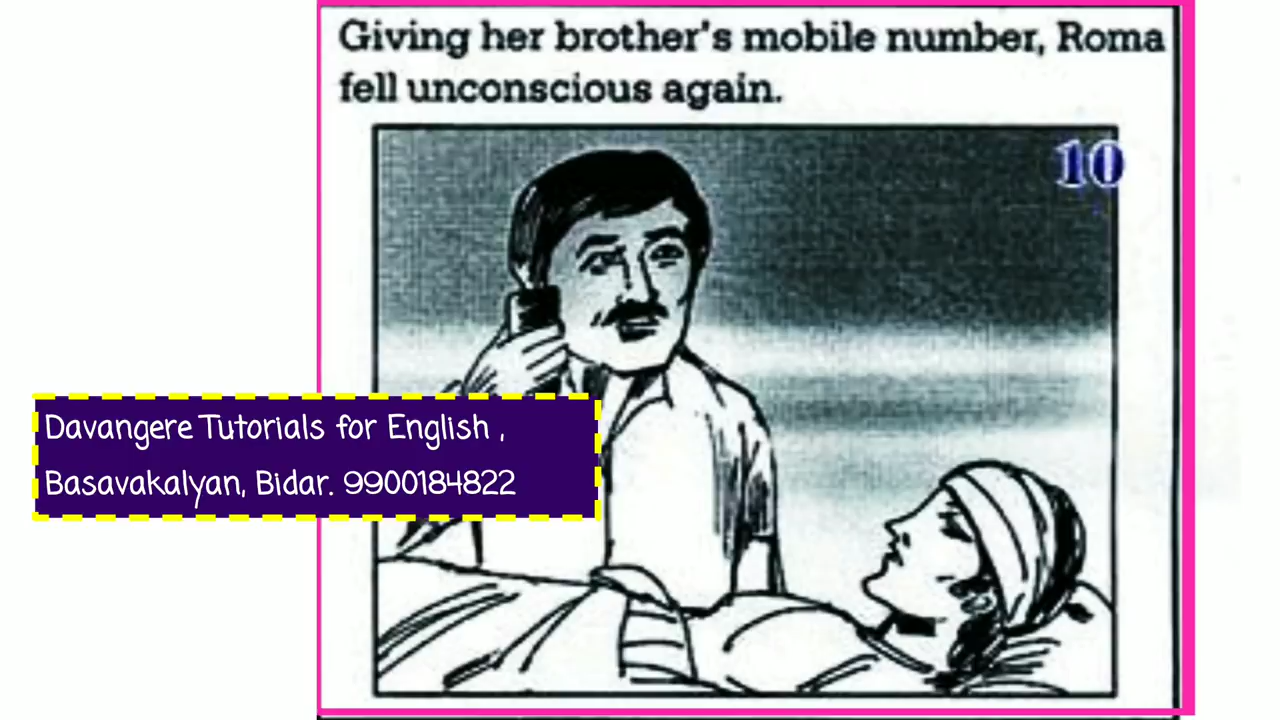 Giving her brother's mobile number, Roma
fell unconscious again.
10
Davangere Tutorials for English ,
Basavakalyan, Bidar. 9900184822